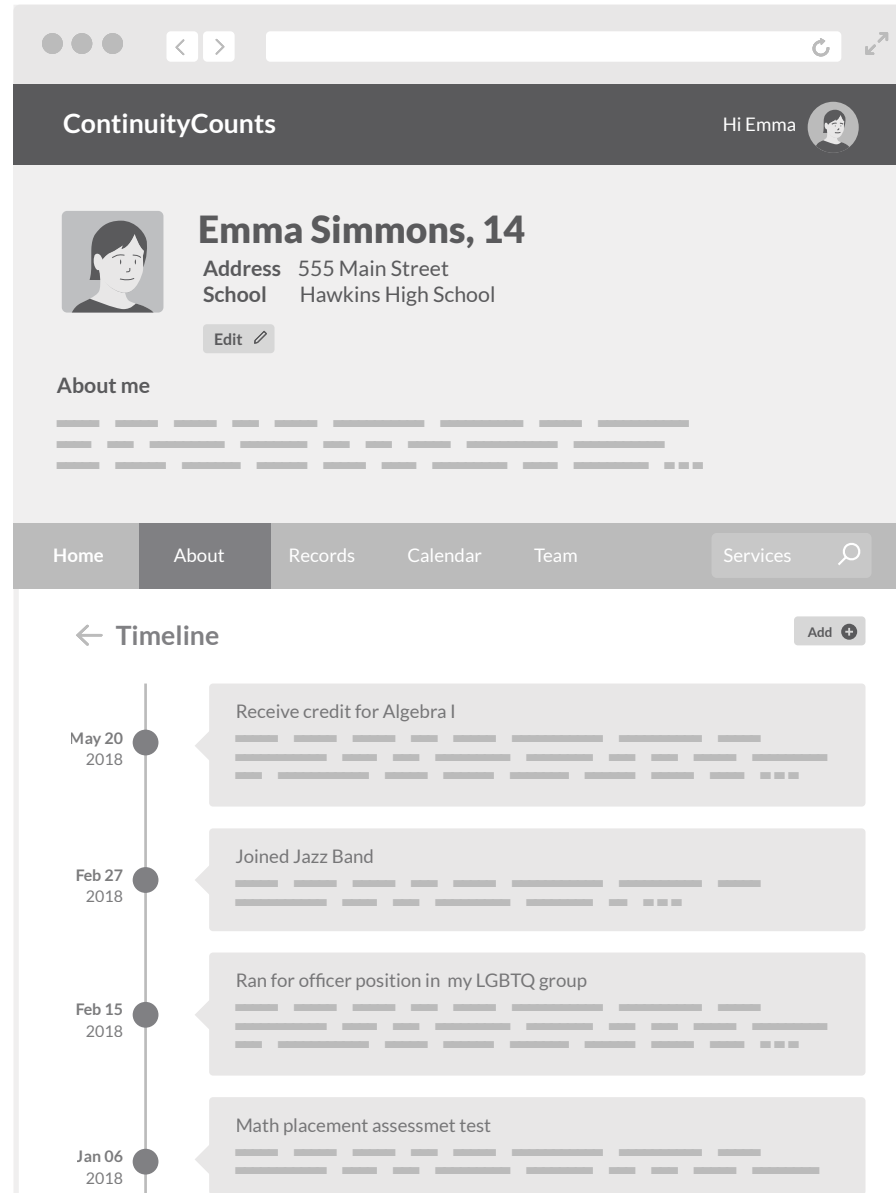 ContinuityCounts
Hi Emma
Emma Simmons, 14
Address 555 Main Street
School Hawkins High School
Edit
About me
Home About Records Calendar Team Services
Timeline
Add
Receive credit for Algebra I
May 20
2018
Joined Jazz Band
Feb 27
2018
Ran for officer position in my LGBTQ group
Feb 15
2018
Math placement assessmet test
Jan 06
2018